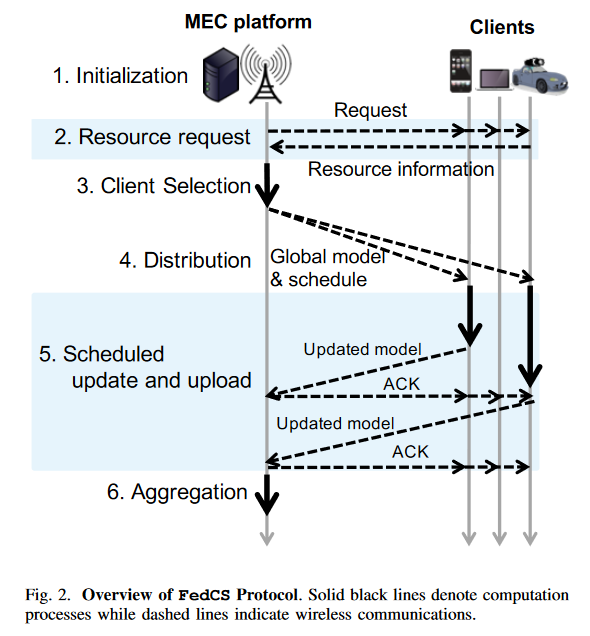 MEC platform
Clients
1. Initialization
Request
2. Resource request
Resource information
3. Client Selection
4. Distribution
Global model
& schedule
5. Scheduled
update and upload
Updated model
ACK
Updated model
ACK
6. Aggregation
Fig. 2. Overview of FedCS Protocol. Solid black lines denote computation
processes while dashed lines indicate wireless communications.